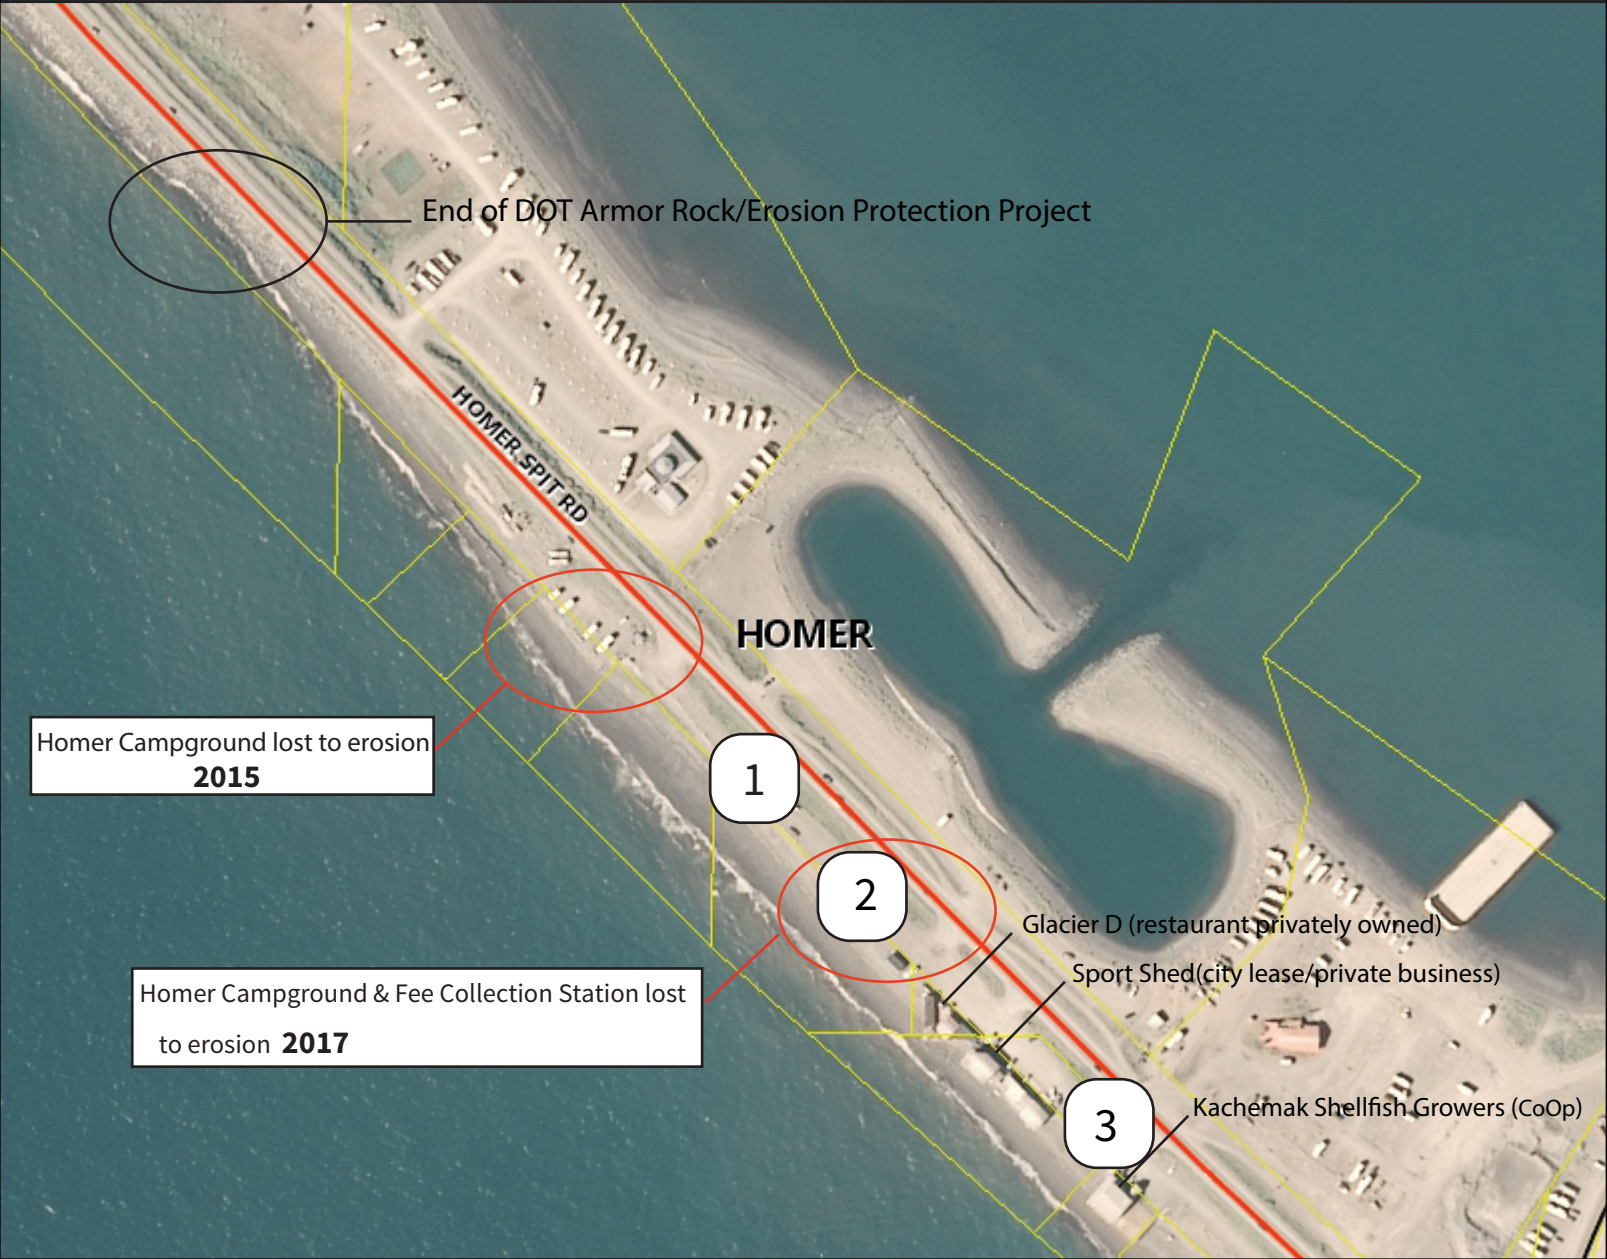 End of DOT Armor Rock/Erosion Protection Project
HOMER SPIT RD
HOMER
Homer Campground lost to erosion
2015
1
2
Glacier D (restaurant privately owned)
Sport Shed(city lease/private business)
Homer Campground & Fee Collection Station lost
to erosion 2017
3
Kachemak Shellfish Growers (CoOp)